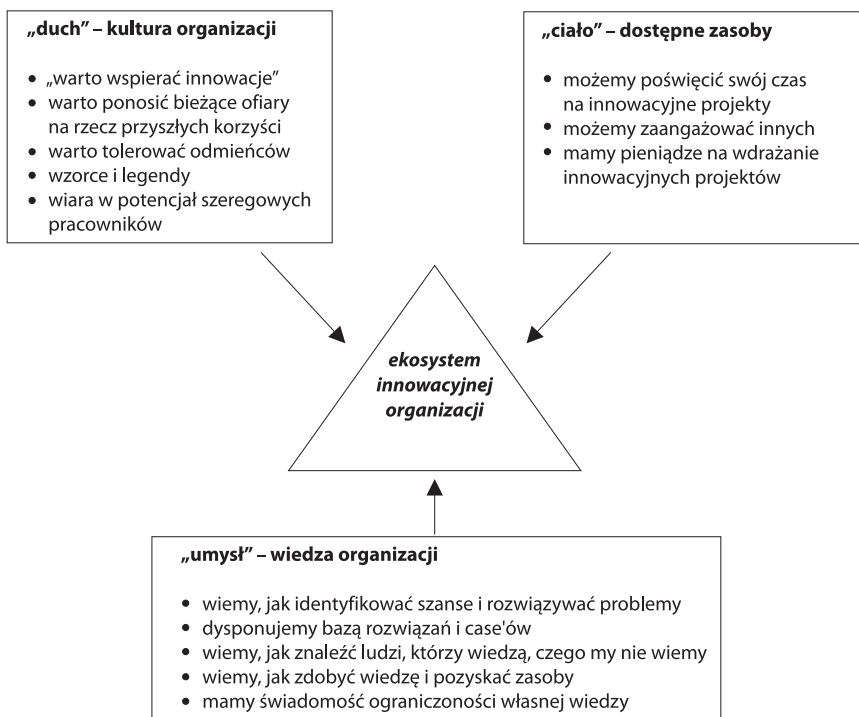 „duch” – kultura organizacji
• „warto wspierać innowacje”
• warto ponosić bieżące ofiary
na rzecz przyszłych korzyści
• warto tolerować odmieńców
• wzorce i legendy
• wiara w potencjał szeregowych
pracowników
„ciało” – dostępne zasoby
• możemy poświęcić swój czas
na innowacyjne projekty
• możemy zaangażować innych
• mamy pieniądze na wdrażanie
innowacyjnych projektów
ekosystem
innowacyjnej
organizacji
„umysł” – wiedza organizacji
• wiemy, jak identyfikować szanse i rozwiązywać problemy
• dysponujemy bazą rozwiązań i case'ów
• wiemy, jak znaleźć ludzi, którzy wiedzą, czego my nie wiemy
• wiemy, jak zdobyć wiedzę i pozyskać zasoby
• mamy świadomość ograniczoności własnej wiedzy